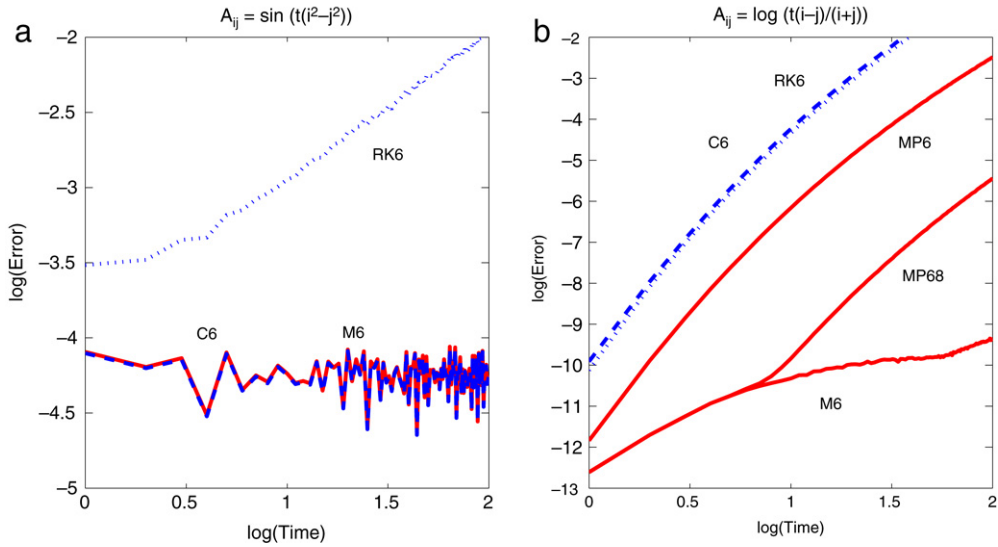 a
A_ij = sin (t(i²–j²))
–2
–2.5
–3
–3.5
–4
–4.5
–5
log(Error)
RK6
C6
M6
0
0.5
1
1.5
2
log(Time)
b
A_ij = log (t(i–j)/(i+j))
–2
–3
–4
–5
–6
–7
–8
–9
–10
–11
–12
–13
log(Error)
RK6
C6
MP6
MP68
M6
0
0.5
1
1.5
2
log(Time)